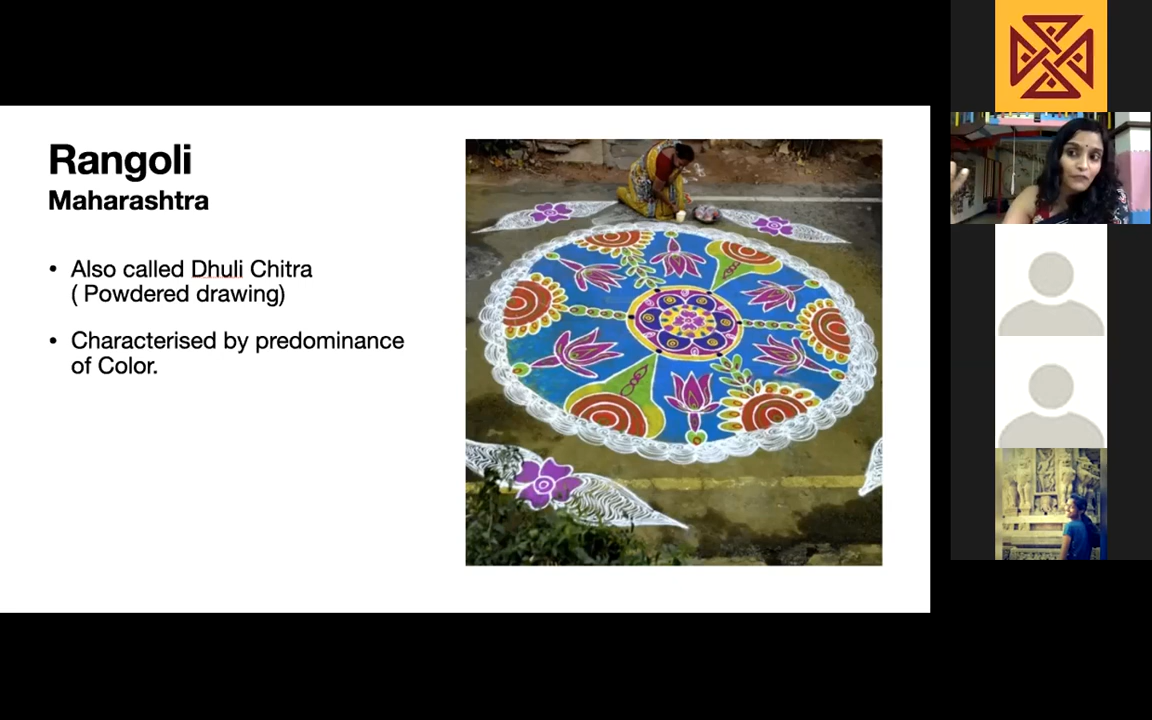 Rangoli
Maharashtra
• Also called Dhuli Chitra
( Powdered drawing)
• Characterised by predominance
of Color.